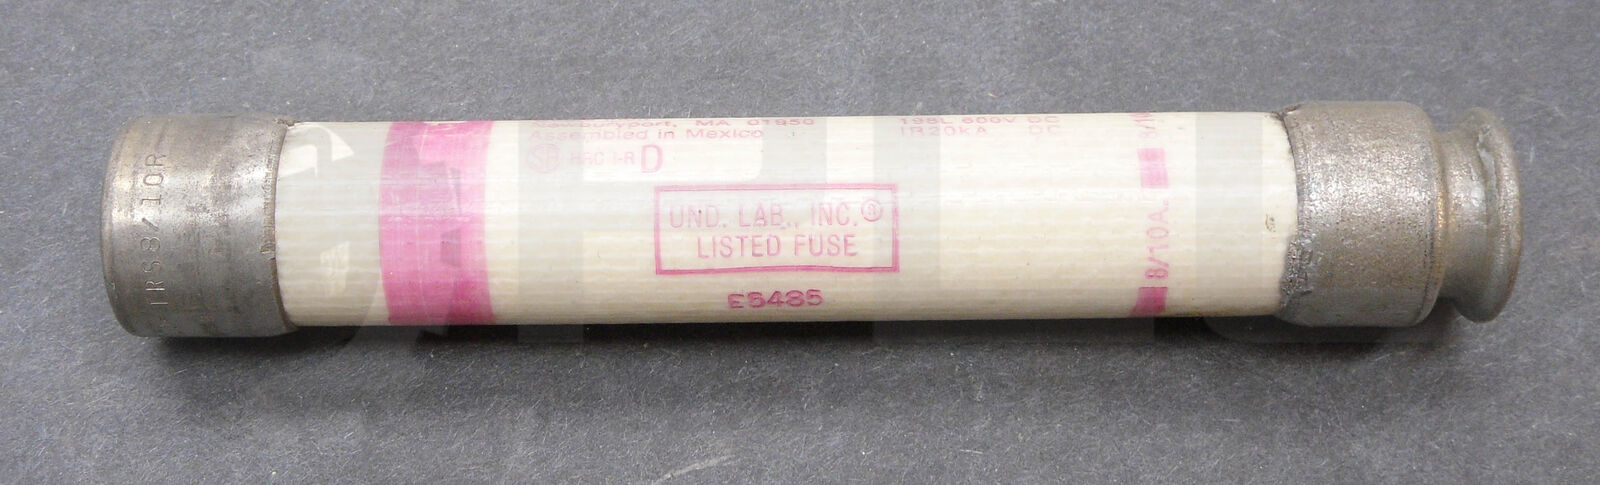 TRS8/10R
Newburyport, MA 01950
Assembled in Mexico
HRC I-R D
198L 600V DC
IR20kA DC
UND. LAB., INC.®
LISTED FUSE
E5485
8/10A.